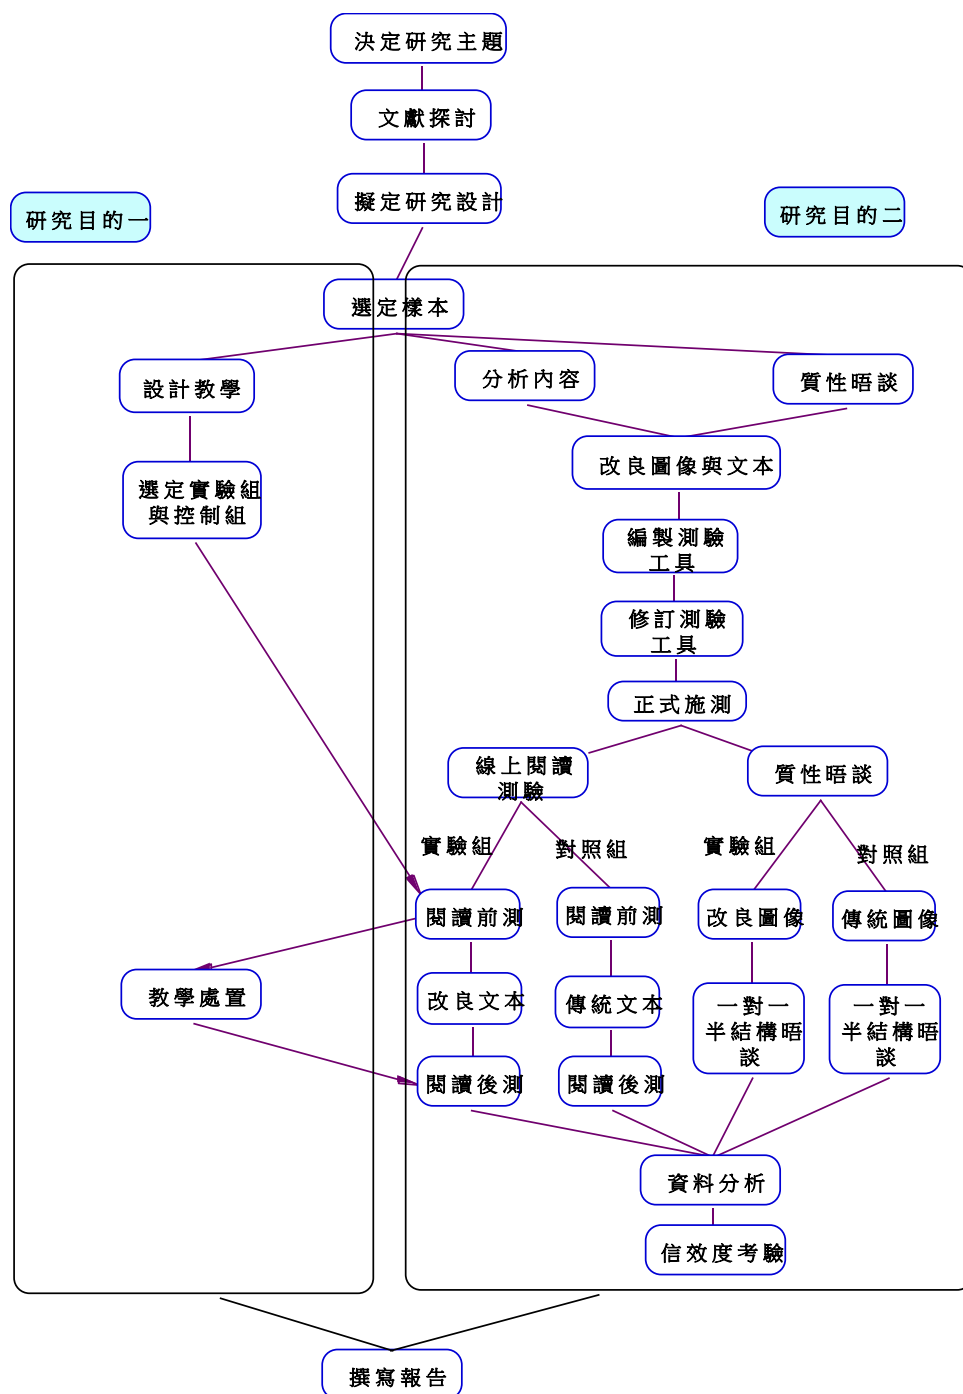 決定研究主題
文獻探討
擬定研究設計
研究目的一
研究目的二
選定樣本
設計教學
分析內容
質性晤談
選定實驗組
與控制組
改良圖像與文本
編製測驗
工具
修訂測驗
工具
正式施測
線上閱讀
測驗
質性晤談
實驗組
對照組
實驗組
對照組
閱讀前測
閱讀前測
改良圖像
傳統圖像
教學處置
改良文本
傳統文本
一對一
半結構晤
談
一對一
半結構晤
談
閱讀後測
閱讀後測
資料分析
信效度考驗
撰寫報告